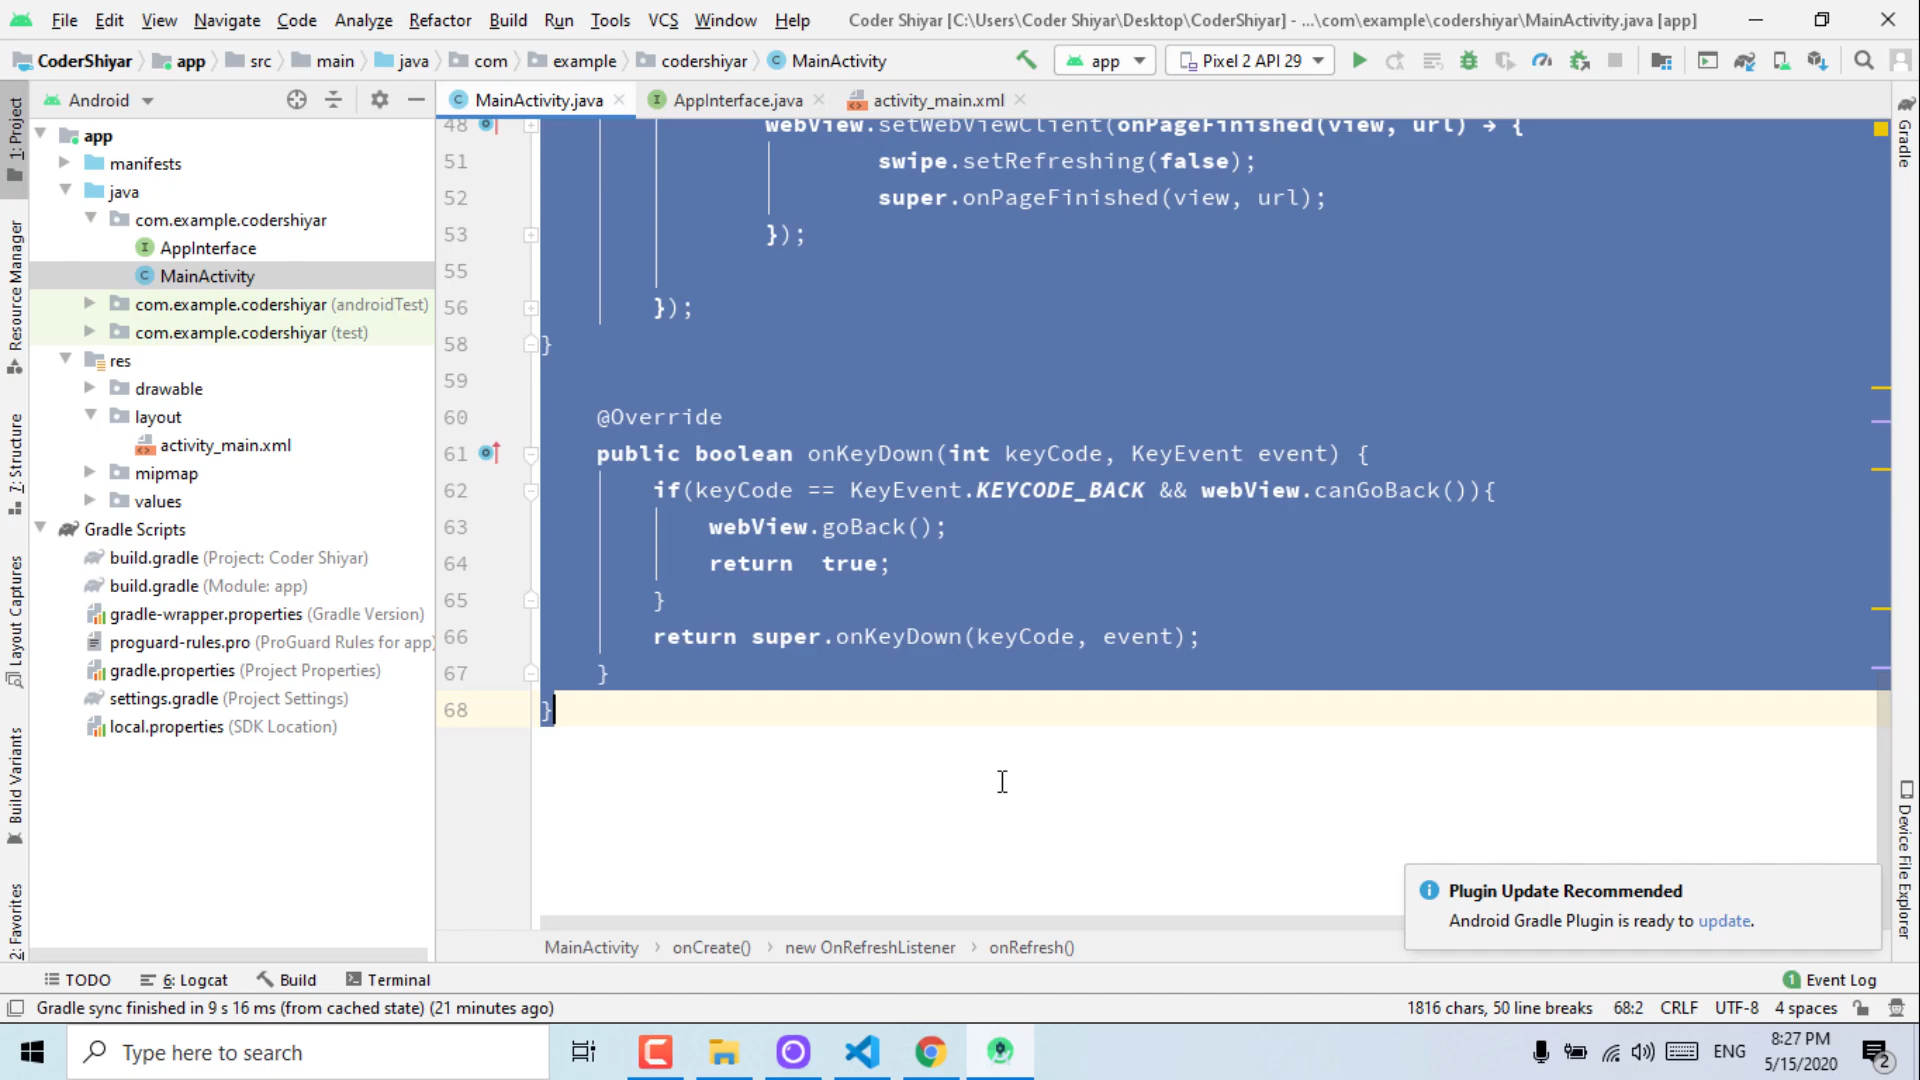 File Edit View Navigate Code Analyze Refactor Build Run Tools VCS Window Help Coder Shiyar [C:\Users\Coder Shiyar\Desktop\CoderShiyar] - ...\com\example\codershiyar\MainActivity.java [app]
CoderShiyar app src main java com example codershiyar MainActivity app Pixel 2 API 29
Android
MainActivity.java AppInterface.java activity_main.xml
1: Project
Resource Manager
7: Structure
Layout Captures
Build Variants
2: Favorites
app
manifests
java
com.example.codershiyar
AppInterface
MainActivity
com.example.codershiyar (androidTest)
com.example.codershiyar (test)
res
drawable
layout
activity_main.xml
mipmap
values
Gradle Scripts
build.gradle (Project: Coder Shiyar)
build.gradle (Module: app)
gradle-wrapper.properties (Gradle Version)
proguard-rules.pro (ProGuard Rules for app)
gradle.properties (Project Properties)
settings.gradle (Project Settings)
local.properties (SDK Location)
48 webView.setWebViewClient(onPageFinished(view, url) → {
51 swipe.setRefreshing(false);
52 super.onPageFinished(view, url);
53 });
55
56 });
58 }
59
60 @Override
61 public boolean onKeyDown(int keyCode, KeyEvent event) {
62 if(keyCode == KeyEvent.KEYCODE_BACK && webView.canGoBack()){
63 webView.goBack();
64 return  true;
65 }
66 return super.onKeyDown(keyCode, event);
67 }
68 }
Gradle
Device File Explorer
Plugin Update Recommended
Android Gradle Plugin is ready to update.
MainActivity › onCreate() › new OnRefreshListener › onRefresh()
TODO 6: Logcat Build Terminal 1 Event Log
Gradle sync finished in 9 s 16 ms (from cached state) (21 minutes ago) 1816 chars, 50 line breaks 68:2 CRLF UTF-8 4 spaces
Type here to search ENG 8:27 PM
5/15/2020 2